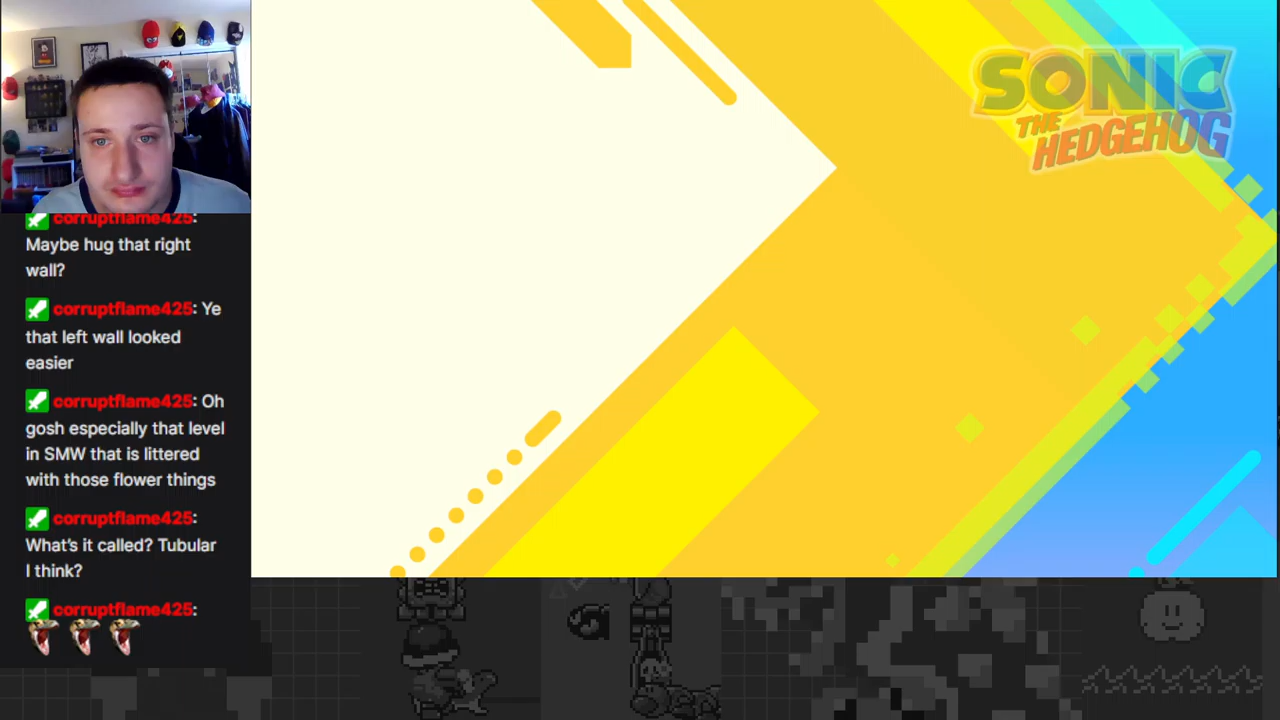 SONIC
THE
HEDGEHOG
corruptflame425:
Maybe hug that right
wall?
corruptflame425: Ye
that left wall looked
easier
corruptflame425: Oh
gosh especially that level
in SMW that is littered
with those flower things
corruptflame425:
What's it called? Tubular
I think?
corruptflame425: